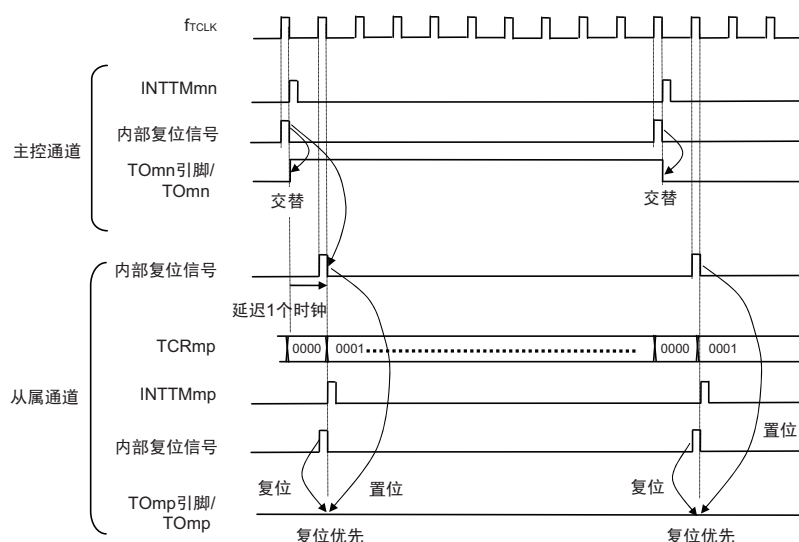 fTCLK
主控通道
INTTMmn
内部复位信号
TOmn引脚/
TOmn
交替
交替
从属通道
内部复位信号
延迟1个时钟
TCRmp
0000
0001
0000
0001
INTTMmp
内部复位信号
复位
置位
复位
置位
TOmp引脚/
TOmp
复位优先
复位优先